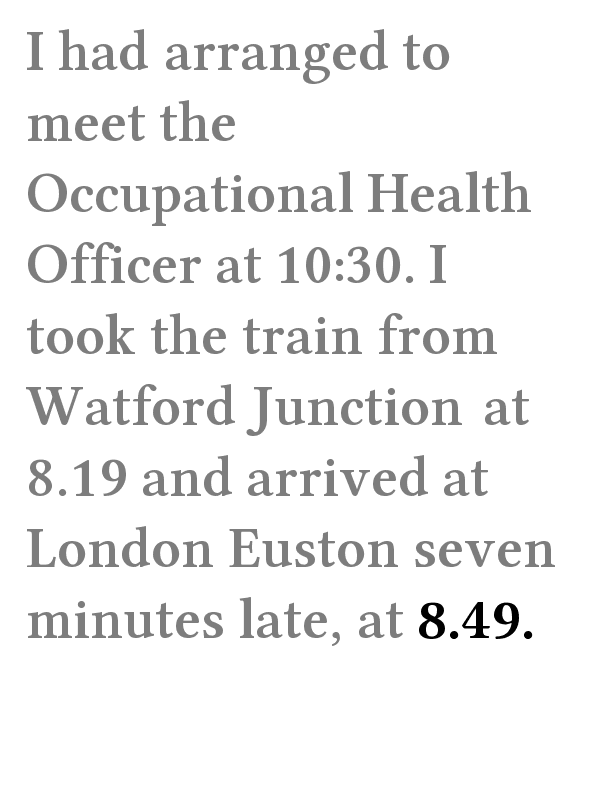 I had arranged to
meet the
Occupational Health
Officer at 10:30. I
took the train from
Watford Junction at
8.19 and arrived at
London Euston seven
minutes late, at 8.49.